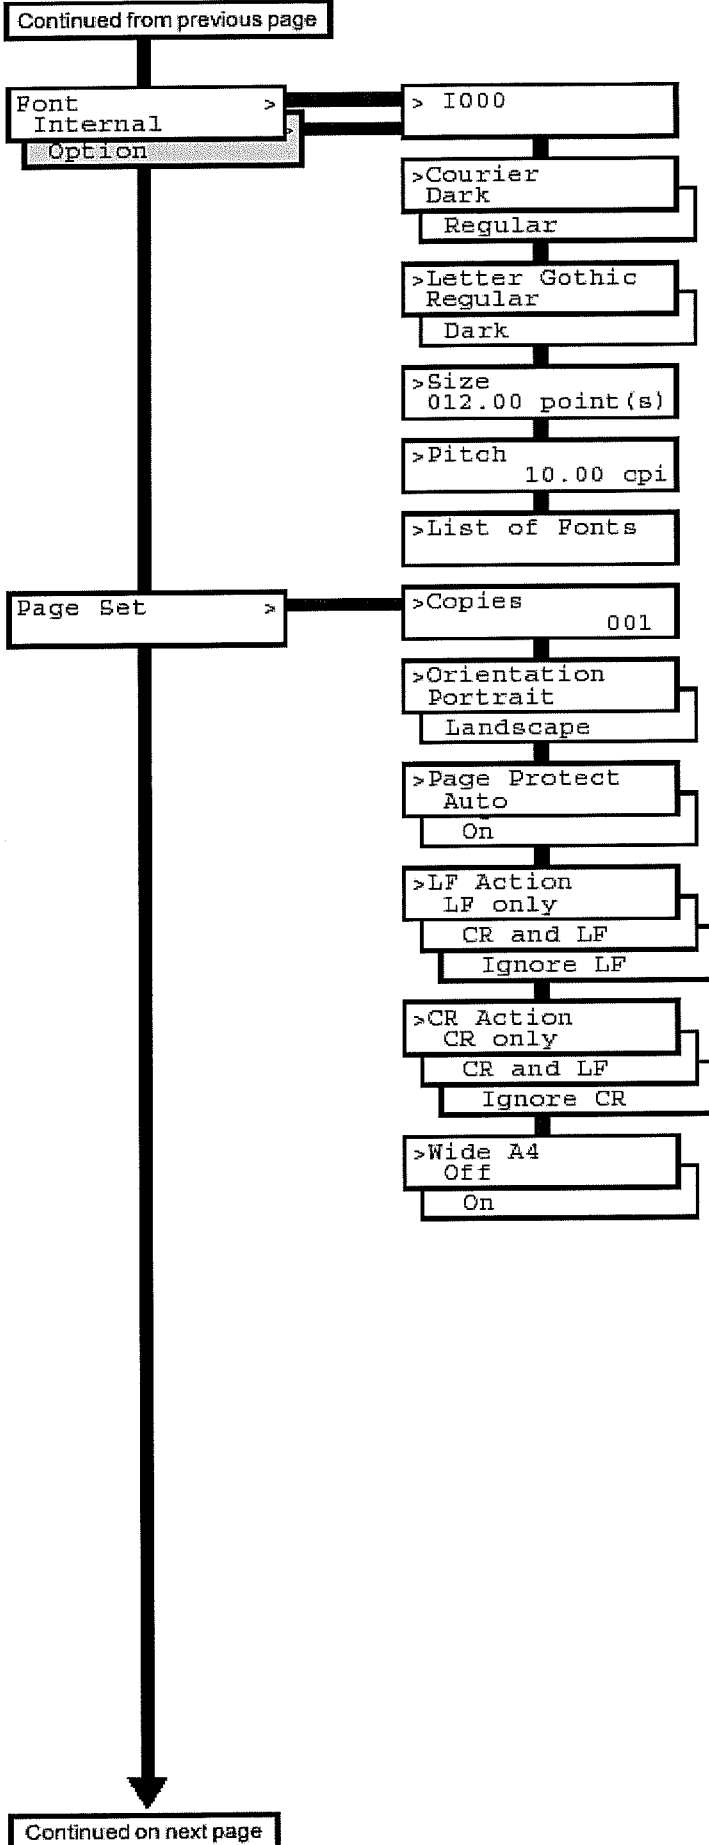 Continued from previous page
Font >
Internal
>
Option
> I000
>Courier
Dark
Regular
>Letter Gothic
Regular
Dark
>Size
012.00 point(s)
>Pitch
10.00 cpi
>List of Fonts
Page Set >
>Copies
001
>Orientation
Portrait
Landscape
>Page Protect
Auto
On
>LF Action
LF only
CR and LF
Ignore LF
>CR Action
CR only
CR and LF
Ignore CR
>Wide A4
Off
On
Continued on next page